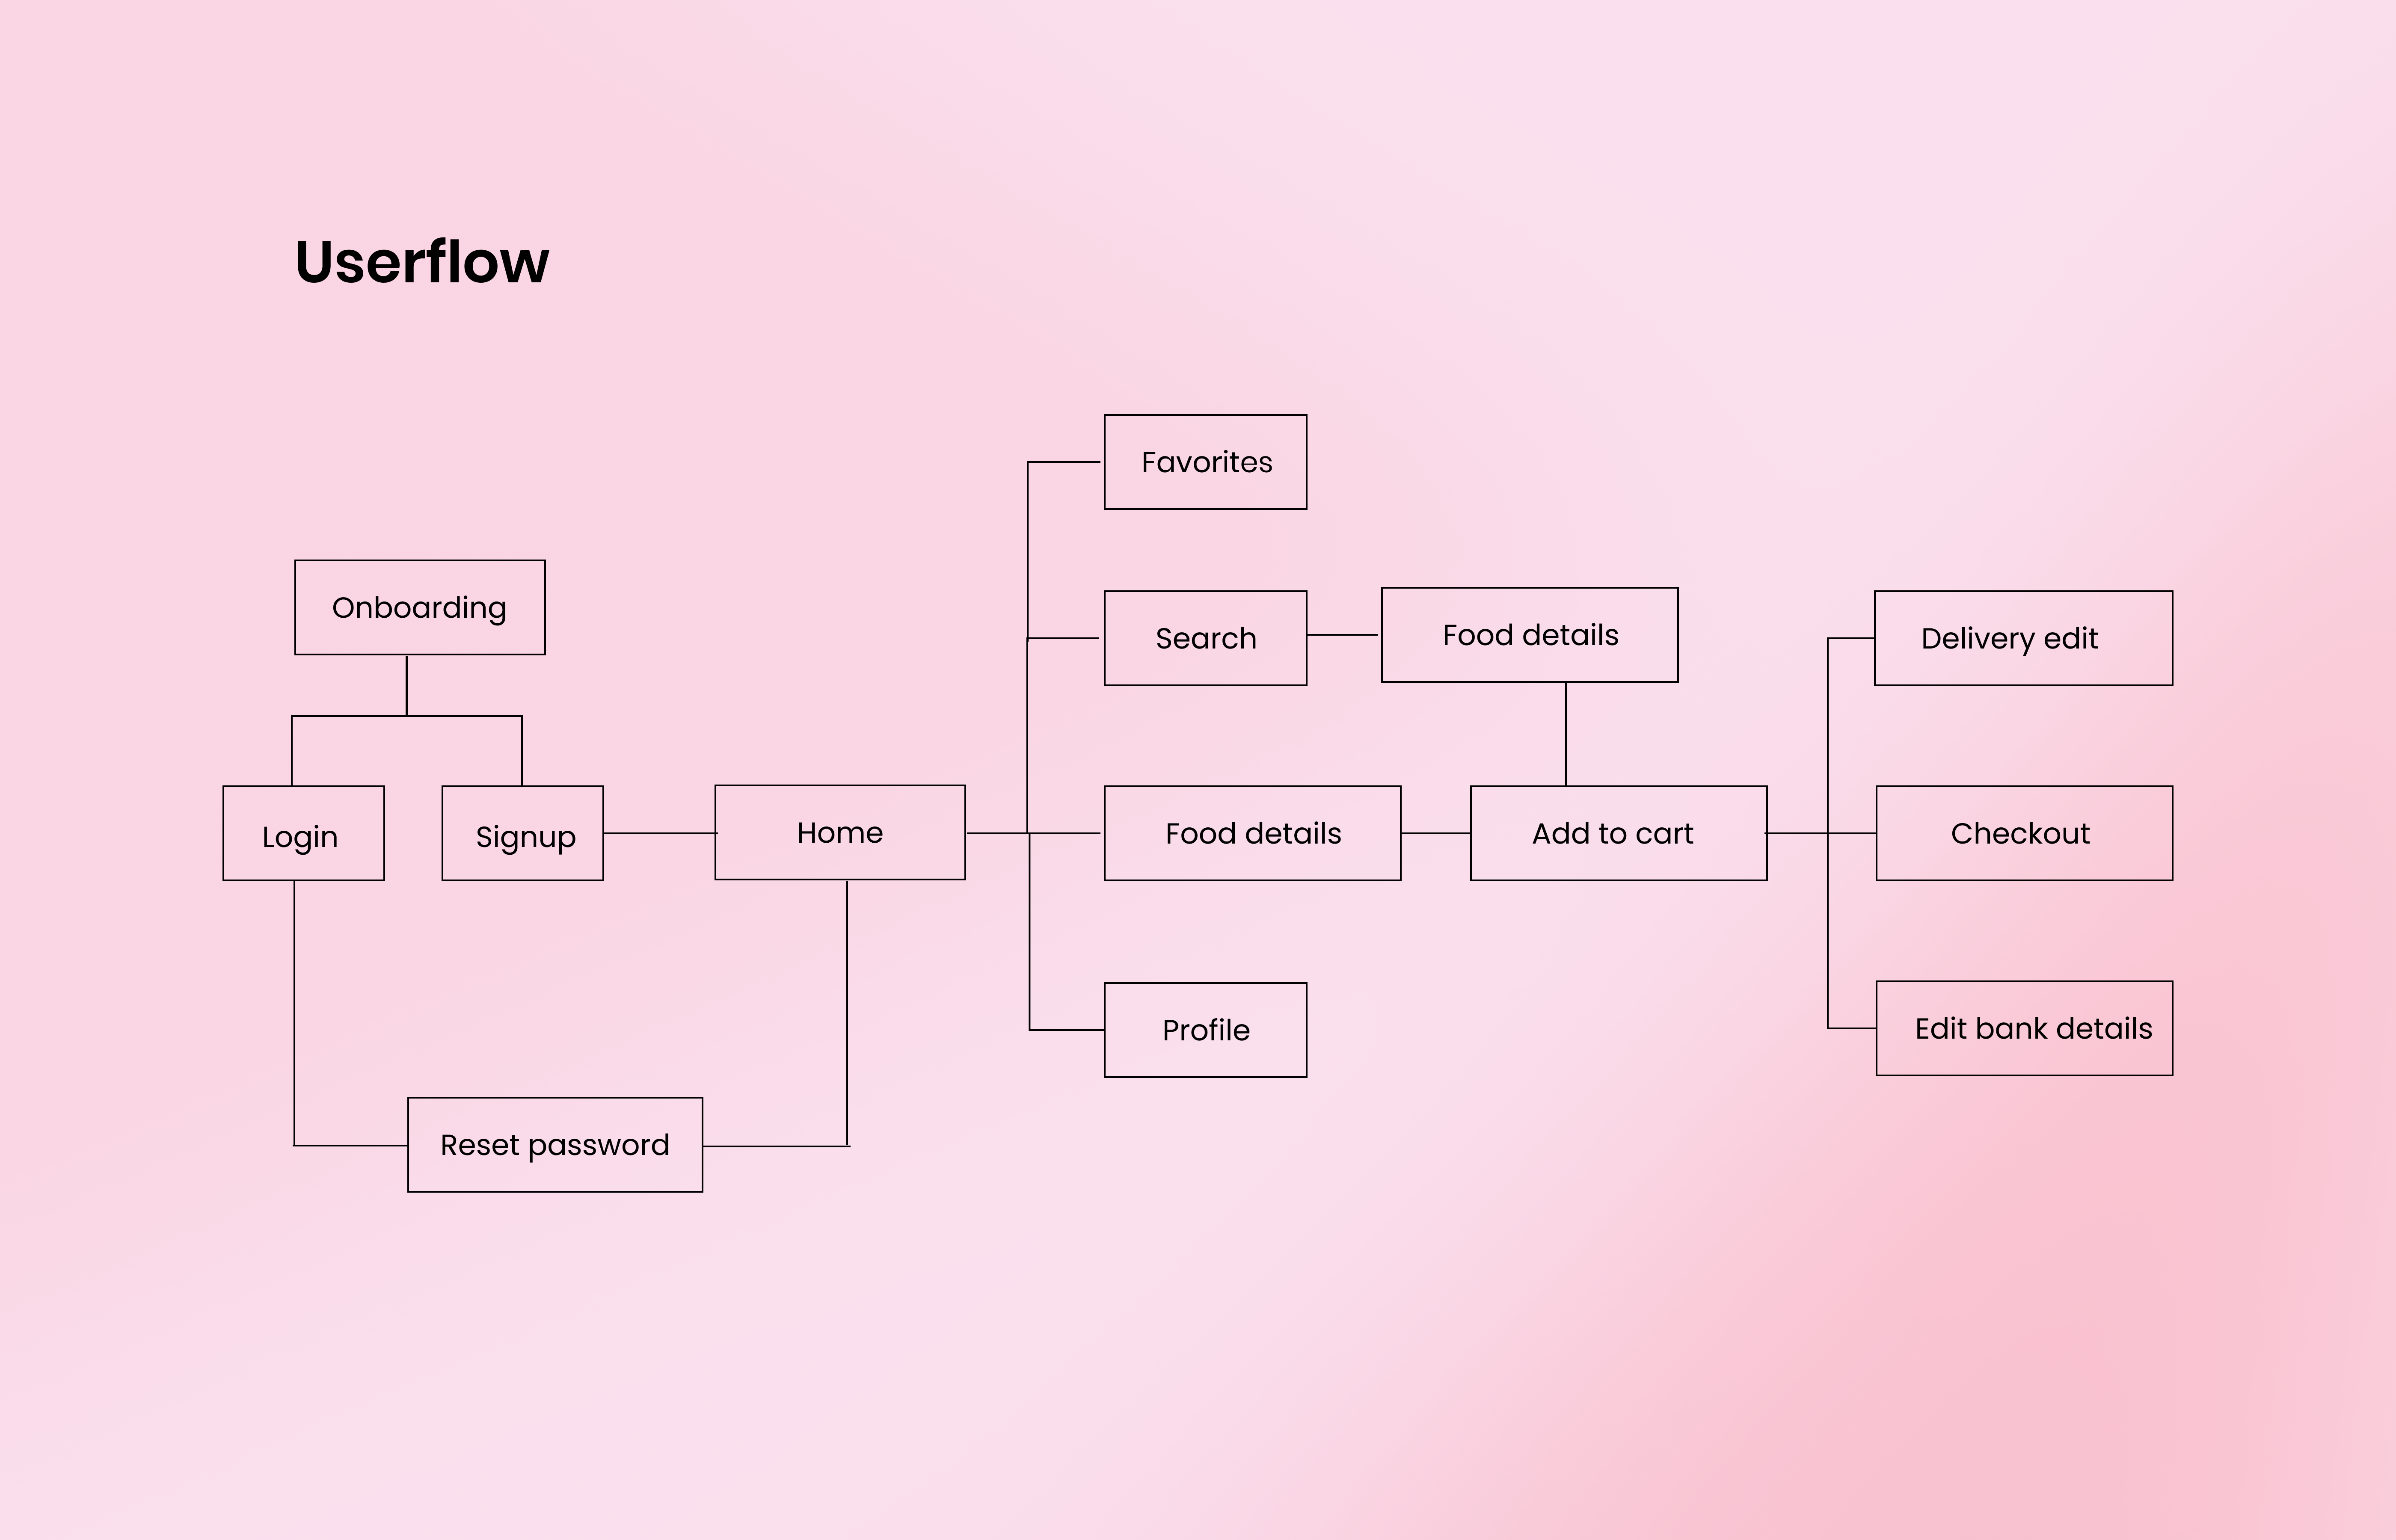 Userflow
Favorites
Onboarding
Search
Food details
Delivery edit
Login
Signup
Home
Food details
Add to cart
Checkout
Profile
Edit bank details
Reset password